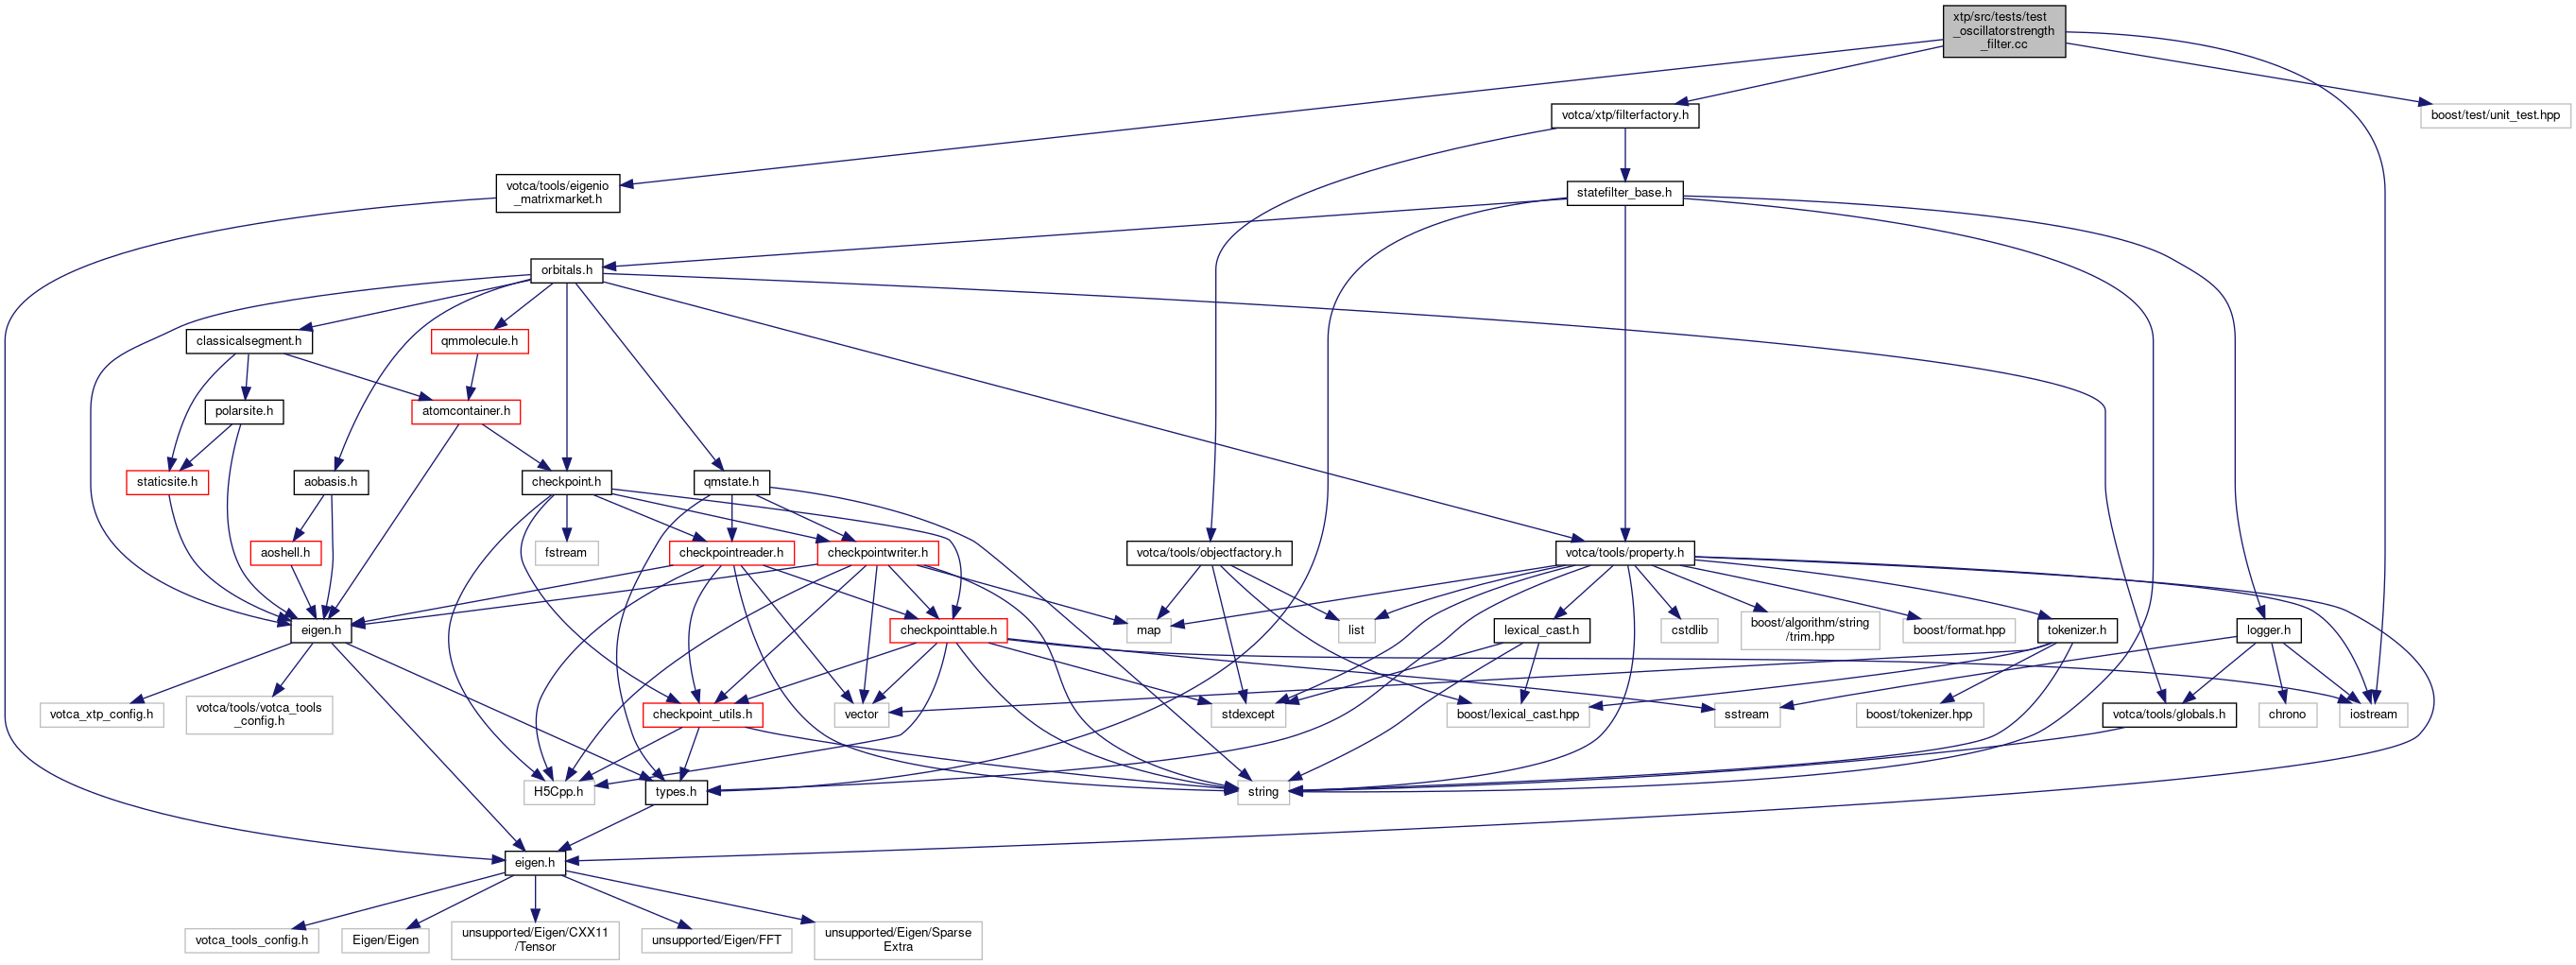 xtp/src/tests/test
_oscillatorstrength
_filter.cc
votca/xtp/filterfactory.h
boost/test/unit_test.hpp
votca/tools/eigenio
_matrixmarket.h
statefilter_base.h
orbitals.h
classicalsegment.h
qmmolecule.h
polarsite.h
atomcontainer.h
staticsite.h
aobasis.h
checkpoint.h
qmstate.h
aoshell.h
fstream
checkpointreader.h
checkpointwriter.h
votca/tools/objectfactory.h
votca/tools/property.h
eigen.h
checkpointtable.h
map
list
lexical_cast.h
cstdlib
boost/algorithm/string
/trim.hpp
boost/format.hpp
tokenizer.h
logger.h
votca_xtp_config.h
votca/tools/votca_tools
_config.h
checkpoint_utils.h
vector
stdexcept
boost/lexical_cast.hpp
sstream
boost/tokenizer.hpp
votca/tools/globals.h
chrono
iostream
H5Cpp.h
types.h
string
eigen.h
votca_tools_config.h
Eigen/Eigen
unsupported/Eigen/CXX11
/Tensor
unsupported/Eigen/FFT
unsupported/Eigen/Sparse
Extra